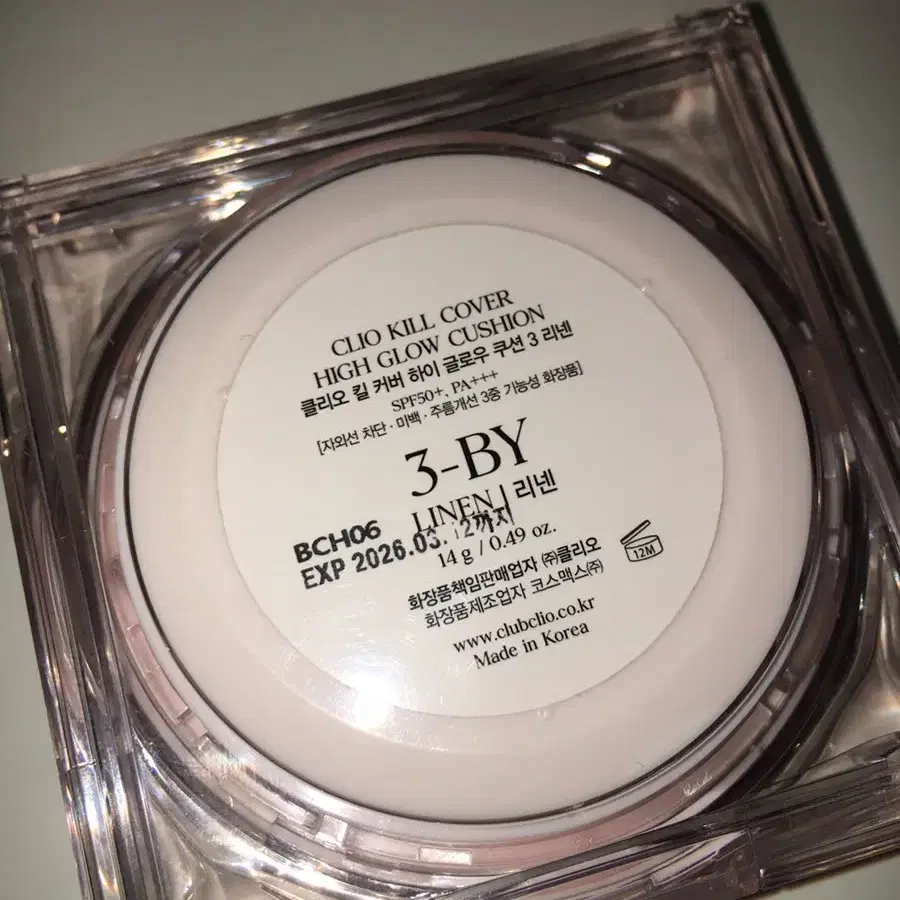 CLIO KILL COVER
HIGH GLOW CUSHION
클리오 킬 커버 하이 글로우 쿠션 3 리넨
SPF50+, PA+++
[자외선 차단 · 미백 · 주름개선 3중 기능성 화장품]
3-BY
LINEN | 리넨
BCH06
EXP 2026.03.12까지
14 g / 0.49 oz.
화장품책임판매업자 ㈜클리오
화장품제조업자 코스맥스㈜
12M
www.clubclio.co.kr
Made in Korea